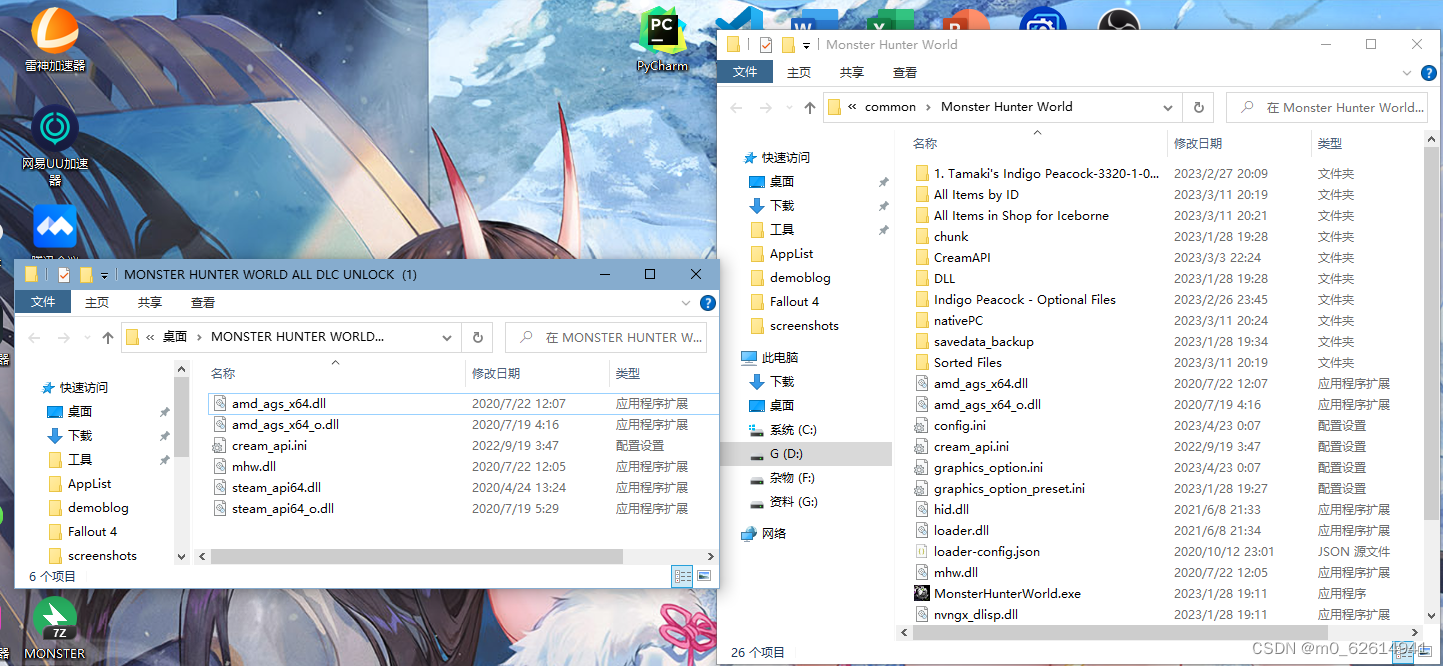 雷神加速器
网易UU加速
器
PyCharm
7Z
MONSTER
MONSTER HUNTER WORLD ALL DLC UNLOCK (1)
文件 主页 共享 查看
« 桌面 › MONSTER HUNTER WORLD...
在 MONSTER HUNTER W...
快速访问
桌面
下载
工具
AppList
demoblog
Fallout 4
screenshots
名称 修改日期 类型
amd_ags_x64.dll 2020/7/22 12:07 应用程序扩展
amd_ags_x64_o.dll 2020/7/19 4:16 应用程序扩展
cream_api.ini 2022/9/19 3:47 配置设置
mhw.dll 2020/7/22 12:05 应用程序扩展
steam_api64.dll 2020/4/24 13:24 应用程序扩展
steam_api64_o.dll 2020/7/19 5:29 应用程序扩展
6 个项目
Monster Hunter World
文件 主页 共享 查看
« common › Monster Hunter World
在 Monster Hunter World...
快速访问
桌面
下载
工具
AppList
demoblog
Fallout 4
screenshots
此电脑
下载
桌面
系统 (C:)
G (D:)
杂物 (F:)
资料 (G:)
网络
名称 修改日期 类型
1. Tamaki's Indigo Peacock-3320-1-0... 2023/2/27 20:09 文件夹
All Items by ID 2023/3/11 20:19 文件夹
All Items in Shop for Iceborne 2023/3/11 20:21 文件夹
chunk 2023/1/28 19:28 文件夹
CreamAPI 2023/3/3 22:24 文件夹
DLL 2023/1/28 19:28 文件夹
Indigo Peacock - Optional Files 2023/2/26 23:45 文件夹
nativePC 2023/3/11 20:24 文件夹
savedata_backup 2023/1/28 19:34 文件夹
Sorted Files 2023/3/11 20:19 文件夹
amd_ags_x64.dll 2020/7/22 12:07 应用程序扩展
amd_ags_x64_o.dll 2020/7/19 4:16 应用程序扩展
config.ini 2023/4/23 0:07 配置设置
cream_api.ini 2022/9/19 3:47 配置设置
graphics_option.ini 2023/4/23 0:07 配置设置
graphics_option_preset.ini 2023/1/28 19:27 配置设置
hid.dll 2021/6/8 21:33 应用程序扩展
loader.dll 2021/6/8 21:34 应用程序扩展
loader-config.json 2020/10/12 23:01 JSON 源文件
mhw.dll 2020/7/22 12:05 应用程序扩展
MonsterHunterWorld.exe 2023/1/28 19:11 应用程序
nvngx_dlisp.dll 2023/1/28 19:11 应用程序扩展
26 个项目
CSDN @m0_62614941